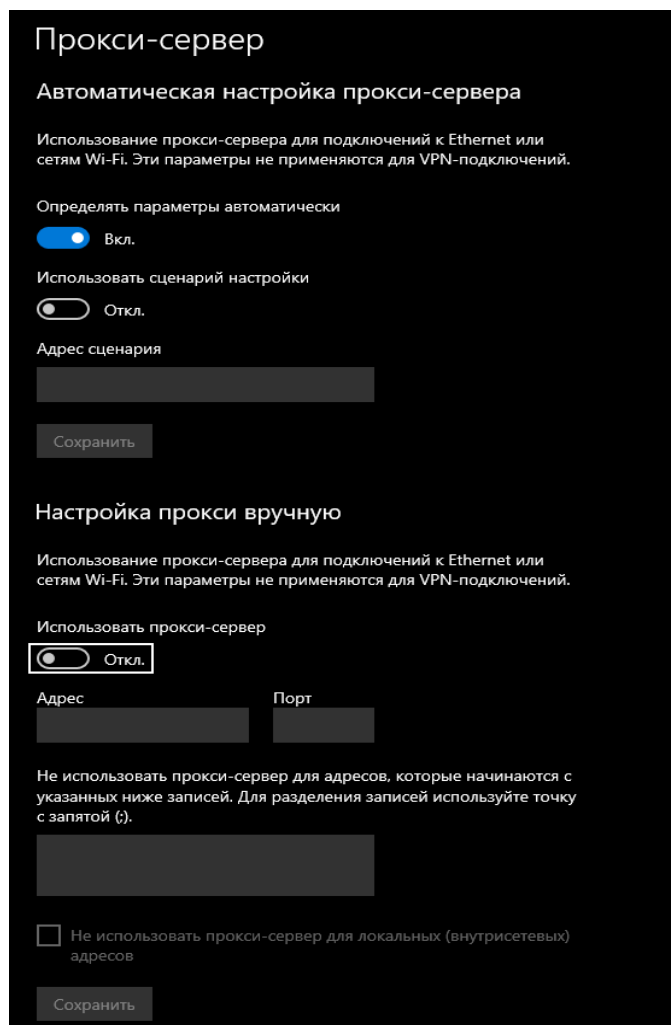 Прокси-сервер
Автоматическая настройка прокси-сервера
Использование прокси-сервера для подключений к Ethernet или
сетям Wi-Fi. Эти параметры не применяются для VPN-подключений.
Определять параметры автоматически
Вкл.
Использовать сценарий настройки
Откл.
Адрес сценария
Сохранить
Настройка прокси вручную
Использование прокси-сервера для подключений к Ethernet или
сетям Wi-Fi. Эти параметры не применяются для VPN-подключений.
Использовать прокси-сервер
Откл.
Адрес Порт
Не использовать прокси-сервер для адресов, которые начинаются с
указанных ниже записей. Для разделения записей используйте точку
с запятой (;).
Не использовать прокси-сервер для локальных (внутрисетевых)
адресов
Сохранить